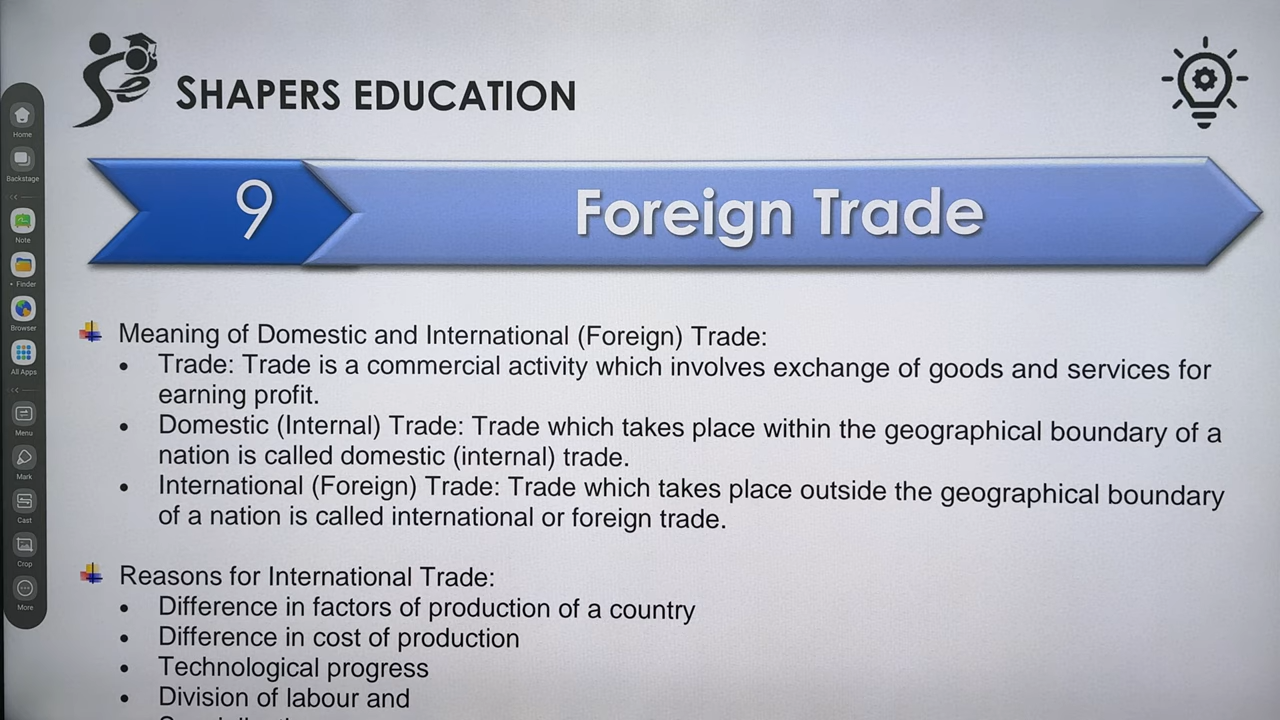 SHAPERS EDUCATION
9
Foreign Trade
Home
Backstage
Note
Finder
Browser
All Apps
Menu
Mark
Cast
Crop
More
Meaning of Domestic and International (Foreign) Trade:
• Trade: Trade is a commercial activity which involves exchange of goods and services for
earning profit.
• Domestic (Internal) Trade: Trade which takes place within the geographical boundary of a
nation is called domestic (internal) trade.
• International (Foreign) Trade: Trade which takes place outside the geographical boundary
of a nation is called international or foreign trade.
Reasons for International Trade:
• Difference in factors of production of a country
• Difference in cost of production
• Technological progress
• Division of labour and